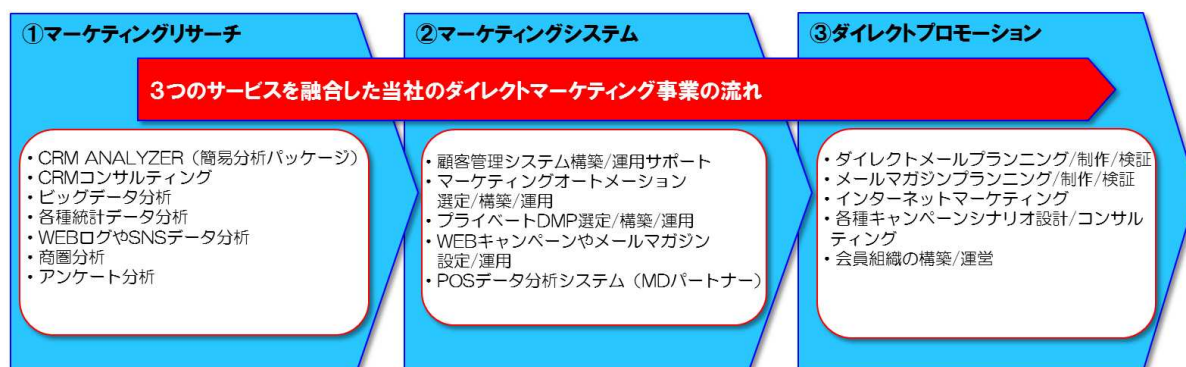 ①マーケティングリサーチ
②マーケティングシステム
③ダイレクトプロモーション
3つのサービスを融合した当社のダイレクトマーケティング事業の流れ
・CRM ANALYZER（簡易分析パッケージ）
・CRMコンサルティング
・ビッグデータ分析
・各種統計データ分析
・WEBログやSNSデータ分析
・商圏分析
・アンケート分析
・顧客管理システム構築/運用サポート
・マーケティングオートメーション
選定/構築/運用
・プライベートDMP選定/構築/運用
・WEBキャンペーンやメールマガジン
設定/運用
・POSデータ分析システム（MDパートナー）
・ダイレクトメールプランニング/制作/検証
・メールマガジンプランニング/制作/検証
・インターネットマーケティング
・各種キャンペーンシナリオ設計/コンサル
ティング
・会員組織の構築/運営